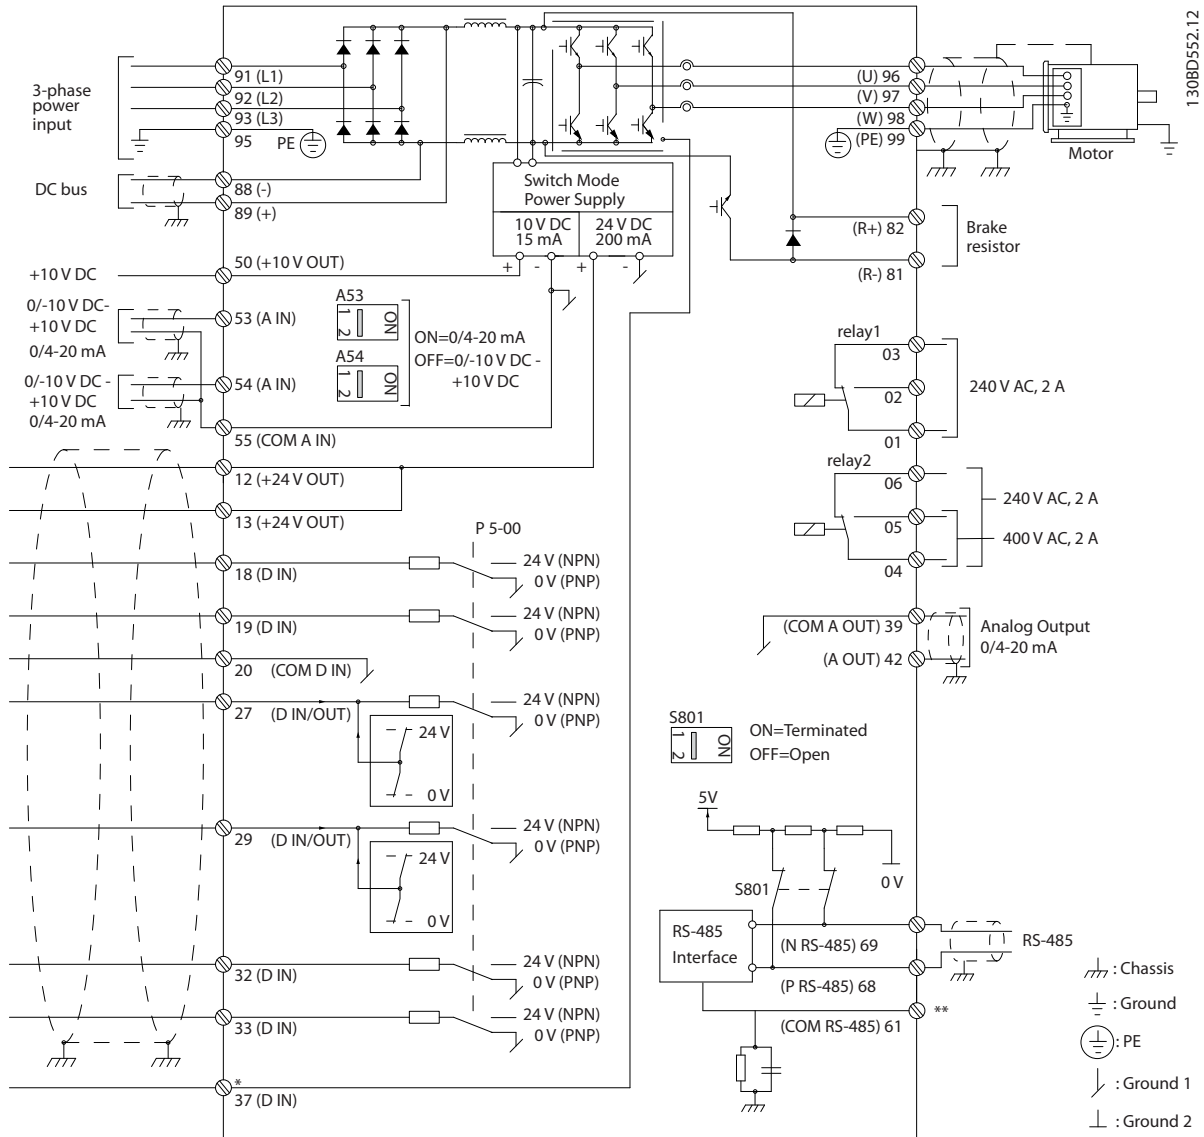 130BD552.12
3-phase
power
input
91 (L1)
92 (L2)
93 (L3)
95
PE
DC bus
88 (-)
89 (+)
Switch Mode
Power Supply
10 V DC
15 mA
24 V DC
200 mA
+
-
+
-
(U) 96
(V) 97
(W) 98
(PE) 99
Motor
(R+) 82
(R-) 81
Brake
resistor
+10 V DC
50 (+10 V OUT)
0/-10 V DC-
+10 V DC
0/4-20 mA
53 (A IN)
0/-10 V DC -
+10 V DC
0/4-20 mA
54 (A IN)
55 (COM A IN)
A53
1
2
ON
A54
1
2
ON
ON=0/4-20 mA
OFF=0/-10 V DC -
+10 V DC
12 (+24 V OUT)
13 (+24 V OUT)
P 5-00
18 (D IN)
24 V (NPN)
0 V (PNP)
19 (D IN)
24 V (NPN)
0 V (PNP)
20 (COM D IN)
27 (D IN/OUT)
24 V (NPN)
0 V (PNP)
24 V
0 V
29 (D IN/OUT)
24 V (NPN)
0 V (PNP)
24 V
0 V
32 (D IN)
24 V (NPN)
0 V (PNP)
33 (D IN)
24 V (NPN)
0 V (PNP)
*
37 (D IN)
relay1
03
02
01
240 V AC, 2 A
relay2
06
05
04
240 V AC, 2 A
400 V AC, 2 A
(COM A OUT) 39
(A OUT) 42
Analog Output
0/4-20 mA
S801
1
2
ON
ON=Terminated
OFF=Open
5V
0 V
S801
RS-485
Interface
(N RS-485) 69
(P RS-485) 68
(COM RS-485) 61
RS-485
**
: Chassis
: Ground
: PE
: Ground 1
: Ground 2